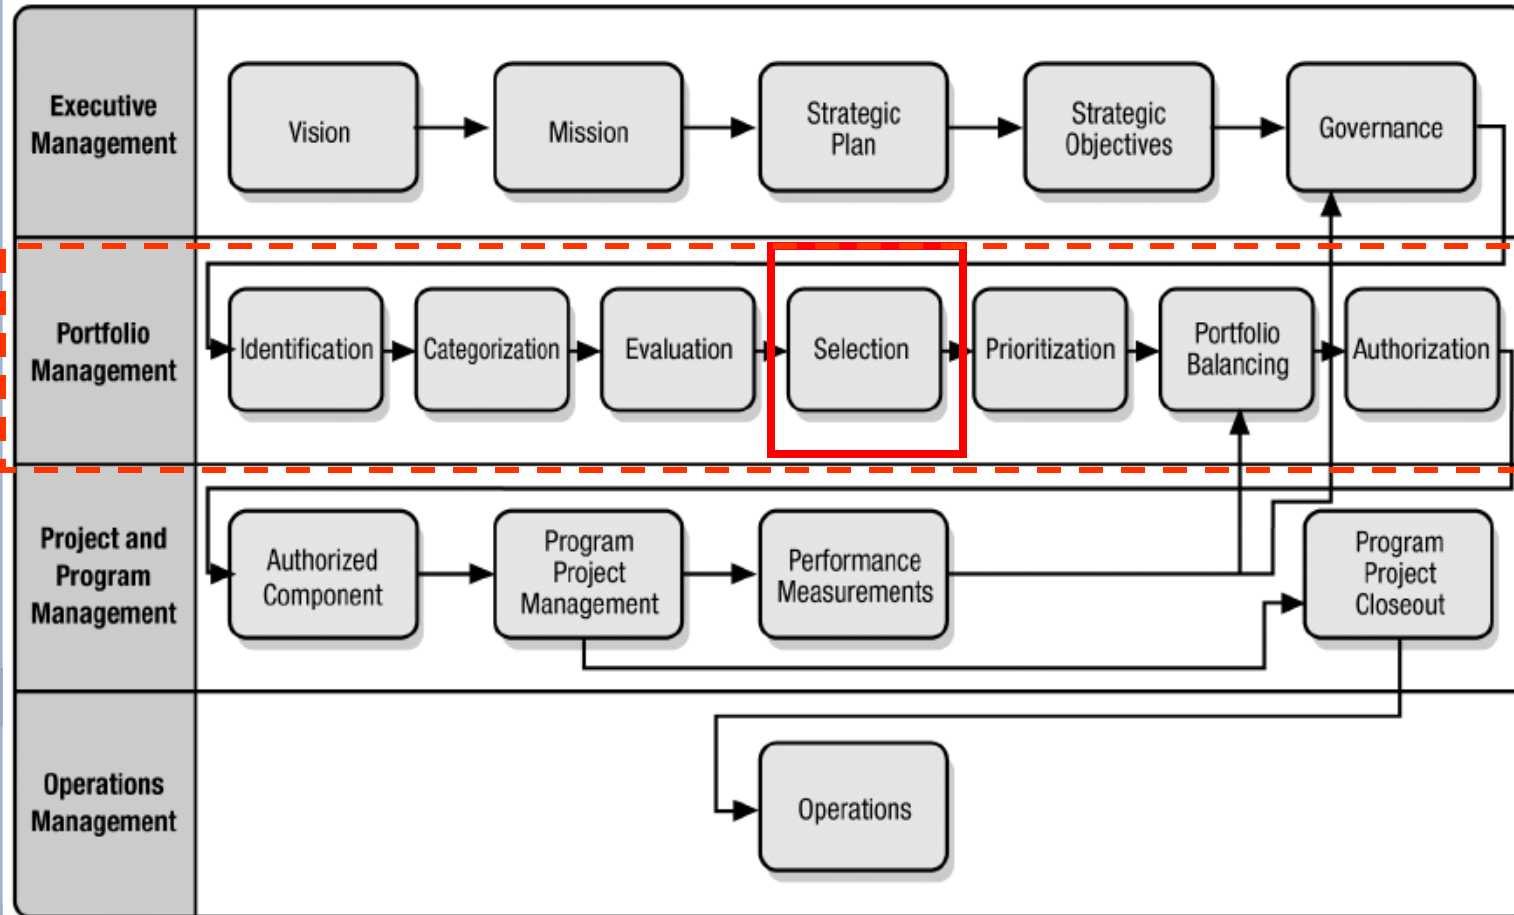 Executive
Management
Vision
Mission
Strategic
Plan
Strategic
Objectives
Governance
Portfolio
Management
Identification
Categorization
Evaluation
Selection
Prioritization
Portfolio
Balancing
Authorization
Project and
Program
Management
Authorized
Component
Program
Project
Management
Performance
Measurements
Program
Project
Closeout
Operations
Management
Operations